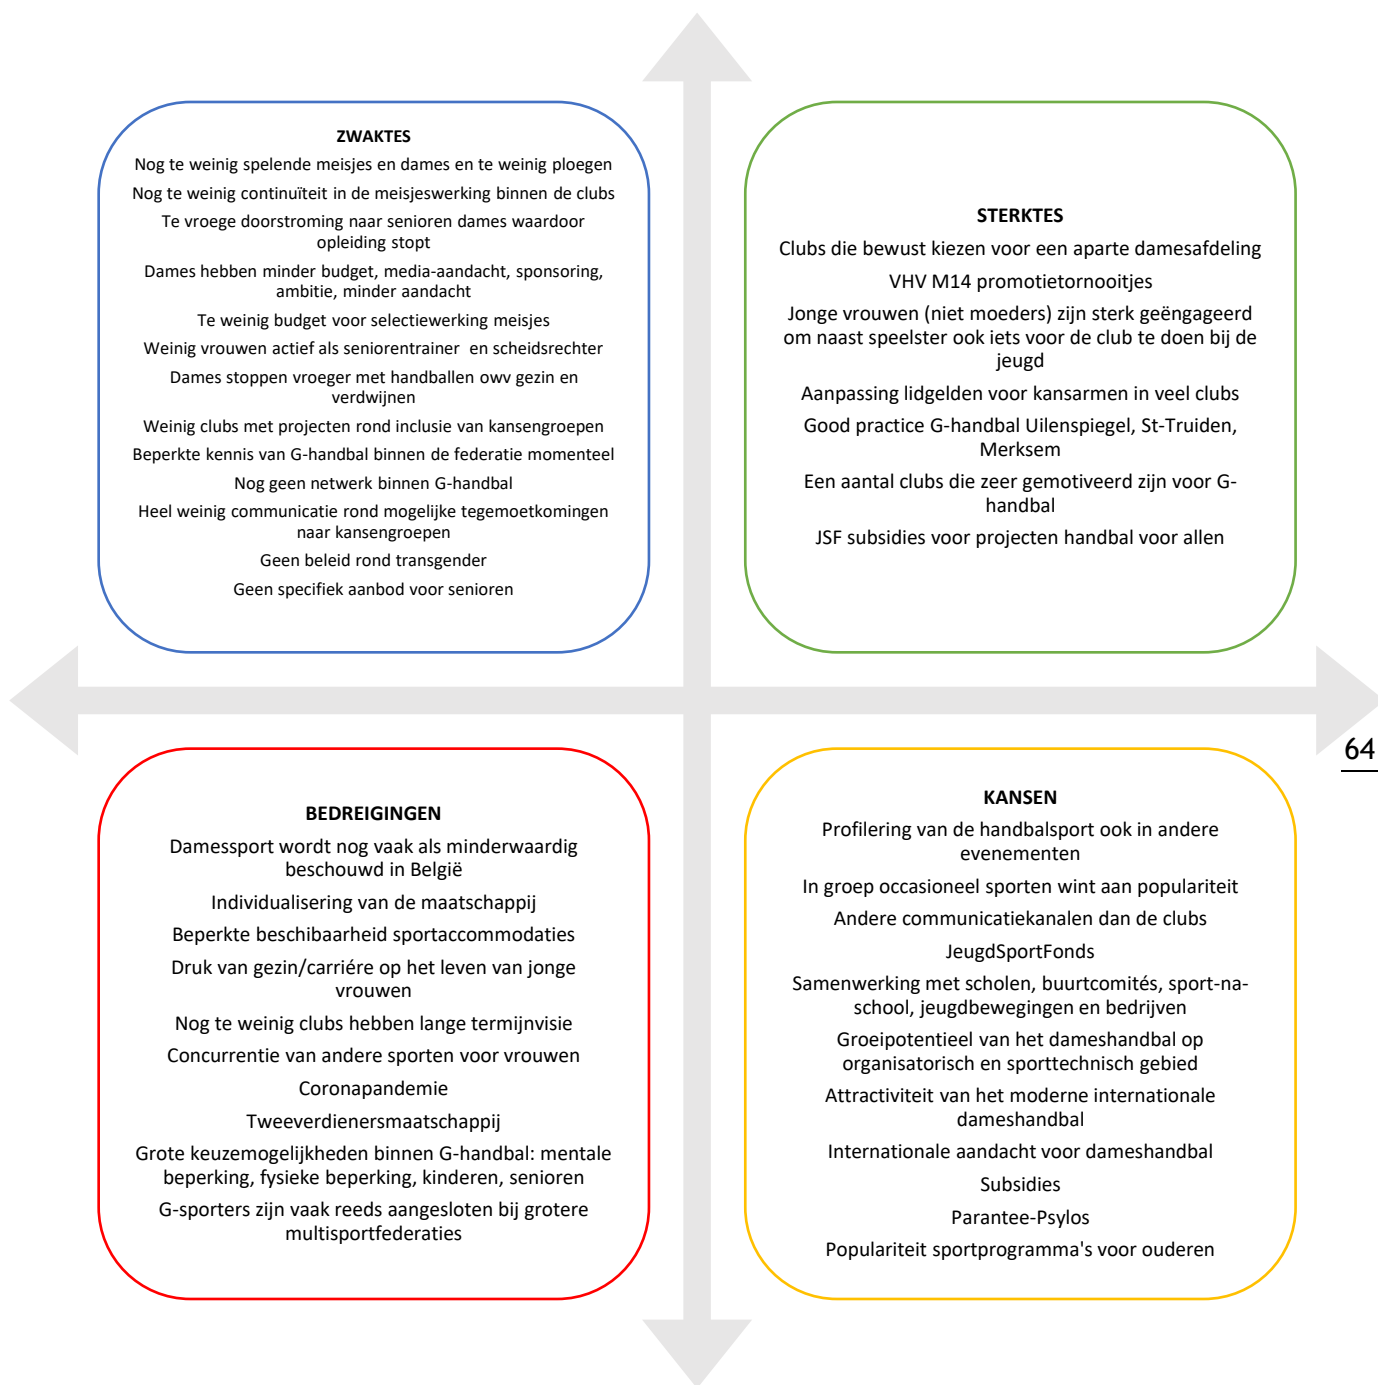 ZWAKTES
Nog te weinig spelende meisjes en dames en te weinig ploegen
Nog te weinig continuïteit in de meisjeswerking binnen de clubs
Te vroege doorstroming naar senioren dames waardoor
opleiding stopt
Dames hebben minder budget, media-aandacht, sponsoring,
ambitie, minder aandacht
Te weinig budget voor selectiewerking meisjes
Weinig vrouwen actief als seniorentrainer en scheidsrechter
Dames stoppen vroeger met handballen owv gezin en
verdwijnen
Weinig clubs met projecten rond inclusie van kansengroepen
Beperkte kennis van G-handbal binnen de federatie momenteel
Nog geen netwerk binnen G-handbal
Heel weinig communicatie rond mogelijke tegemoetkomingen
naar kansengroepen
Geen beleid rond transgender
Geen specifiek aanbod voor senioren
STERKTES
Clubs die bewust kiezen voor een aparte damesafdeling
VHV M14 promotietornooitjes
Jonge vrouwen (niet moeders) zijn sterk geëngageerd
om naast speelster ook iets voor de club te doen bij de
jeugd
Aanpassing lidgelden voor kansarmen in veel clubs
Good practice G-handbal Uilenspiegel, St-Truiden,
Merksem
Een aantal clubs die zeer gemotiveerd zijn voor G-
handbal
JSF subsidies voor projecten handbal voor allen
64
BEDREIGINGEN
Damessport wordt nog vaak als minderwaardig
beschouwd in België
Individualisering van de maatschappij
Beperkte beschibaarheid sportaccommodaties
Druk van gezin/carriére op het leven van jonge
vrouwen
Nog te weinig clubs hebben lange termijnvisie
Concurrentie van andere sporten voor vrouwen
Coronapandemie
Tweeverdienersmaatschappij
Grote keuzemogelijkheden binnen G-handbal: mentale
beperking, fysieke beperking, kinderen, senioren
G-sporters zijn vaak reeds aangesloten bij grotere
multisportfederaties
KANSEN
Profilering van de handbalsport ook in andere
evenementen
In groep occasioneel sporten wint aan populariteit
Andere communicatiekanalen dan de clubs
JeugdSportFonds
Samenwerking met scholen, buurtcomités, sport-na-
school, jeugdbewegingen en bedrijven
Groeipotentieel van het dameshandbal op
organisatorisch en sporttechnisch gebied
Attractiviteit van het moderne internationale
dameshandbal
Internationale aandacht voor dameshandbal
Subsidies
Parantee-Psylos
Populariteit sportprogramma's voor ouderen